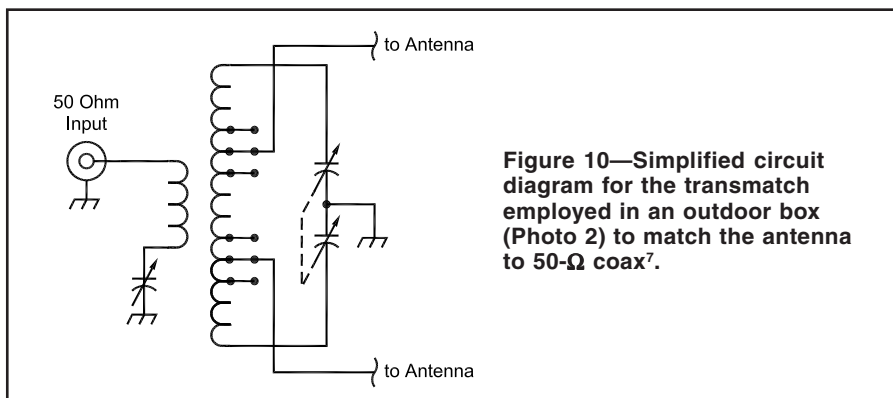 to Antenna
50 Ohm
Input
to Antenna
Figure 10—Simplified circuit
diagram for the transmatch
employed in an outdoor box
(Photo 2) to match the antenna
to 50-Ω coax⁷.